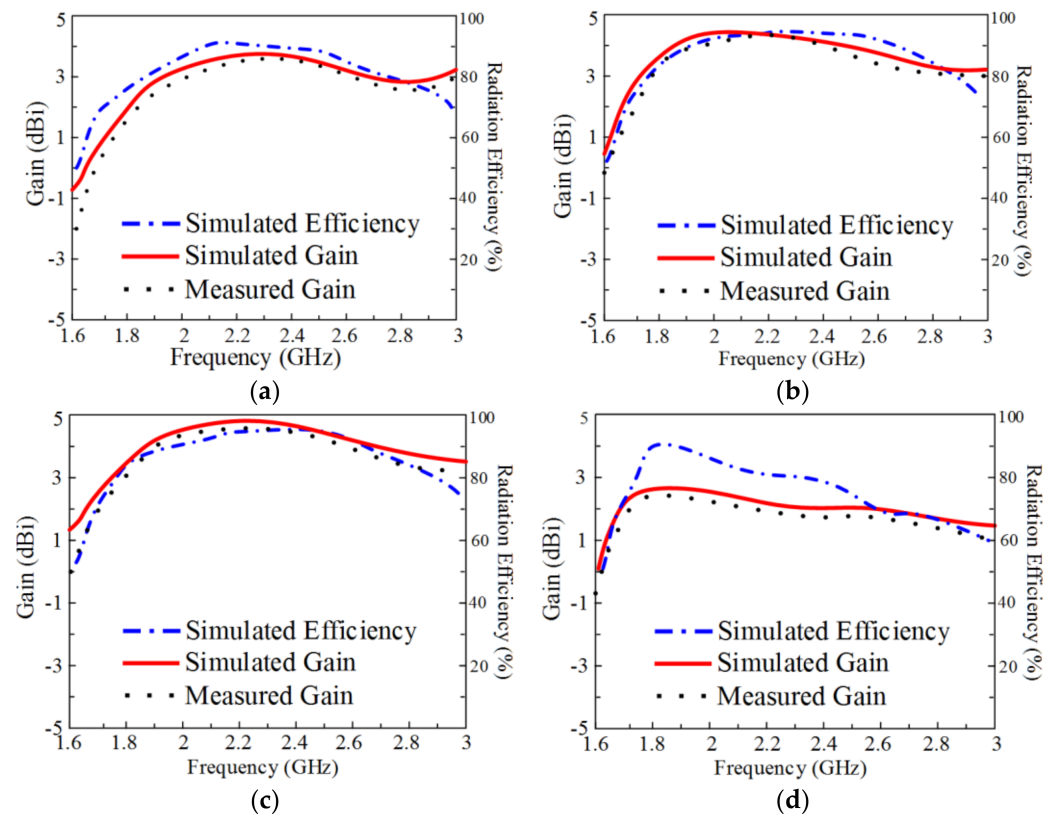 5
3
1
-1
-3
-5
Gain (dBi)
100
80
60
40
20
Radiation Efficiency (%)
Simulated Efficiency
Simulated Gain
Measured Gain
1.6 1.8 2 2.2 2.4 2.6 2.8 3
Frequency (GHz)
(a)
5
3
1
-1
-3
-5
Gain (dBi)
100
80
60
40
20
Radiation Efficiency (%)
Simulated Efficiency
Simulated Gain
Measured Gain
1.6 1.8 2 2.2 2.4 2.6 2.8 3
Frequency (GHz)
(b)
5
3
1
-1
-3
-5
Gain (dBi)
100
80
60
40
20
Radiation Efficiency (%)
Simulated Efficiency
Simulated Gain
Measured Gain
1.6 1.8 2 2.2 2.4 2.6 2.8 3
Frequency (GHz)
(c)
5
3
1
-1
-3
-5
Gain (dBi)
100
80
60
40
20
Radiation Efficiency (%)
Simulated Efficiency
Simulated Gain
Measured Gain
1.6 1.8 2 2.2 2.4 2.6 2.8 3
Frequency (GHz)
(d)